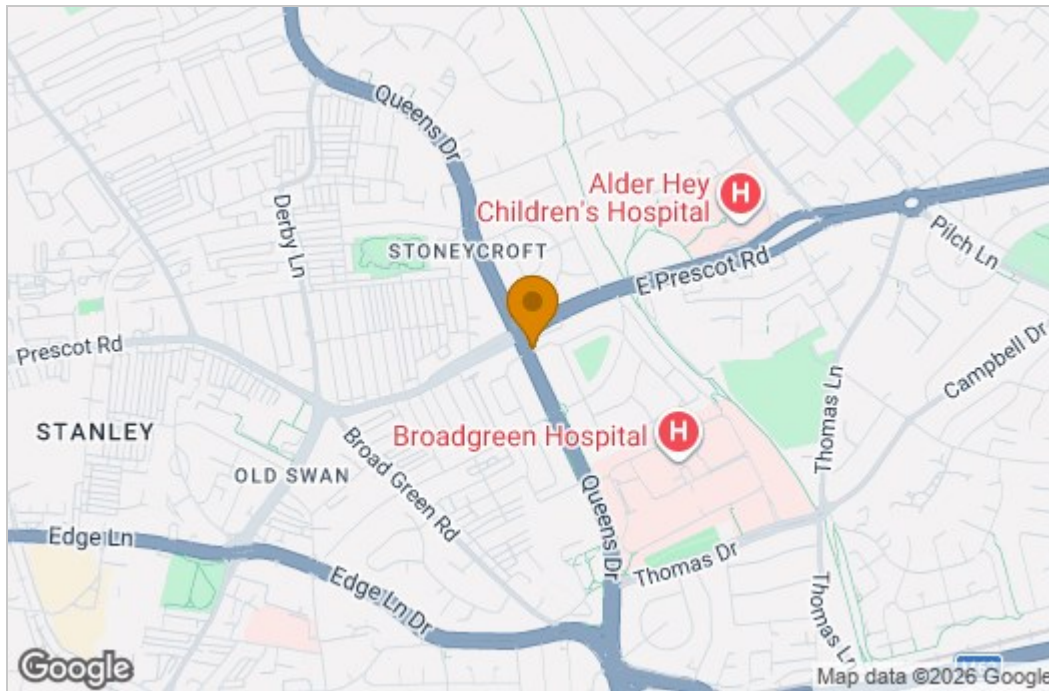 Queens Dr
Alder Hey
Children's Hospital
H
Derby Ln
STONEYCROFT
E Prescot Rd
Pilch Ln
Prescot Rd
Campbell Dr
Thomas Ln
STANLEY
Broadgreen Hospital
H
OLD SWAN
Broad Green Rd
Queens Dr
Edge Ln
Edge Ln Dr
Thomas Dr
Thomas Ln
Google
Map data ©2026 Google